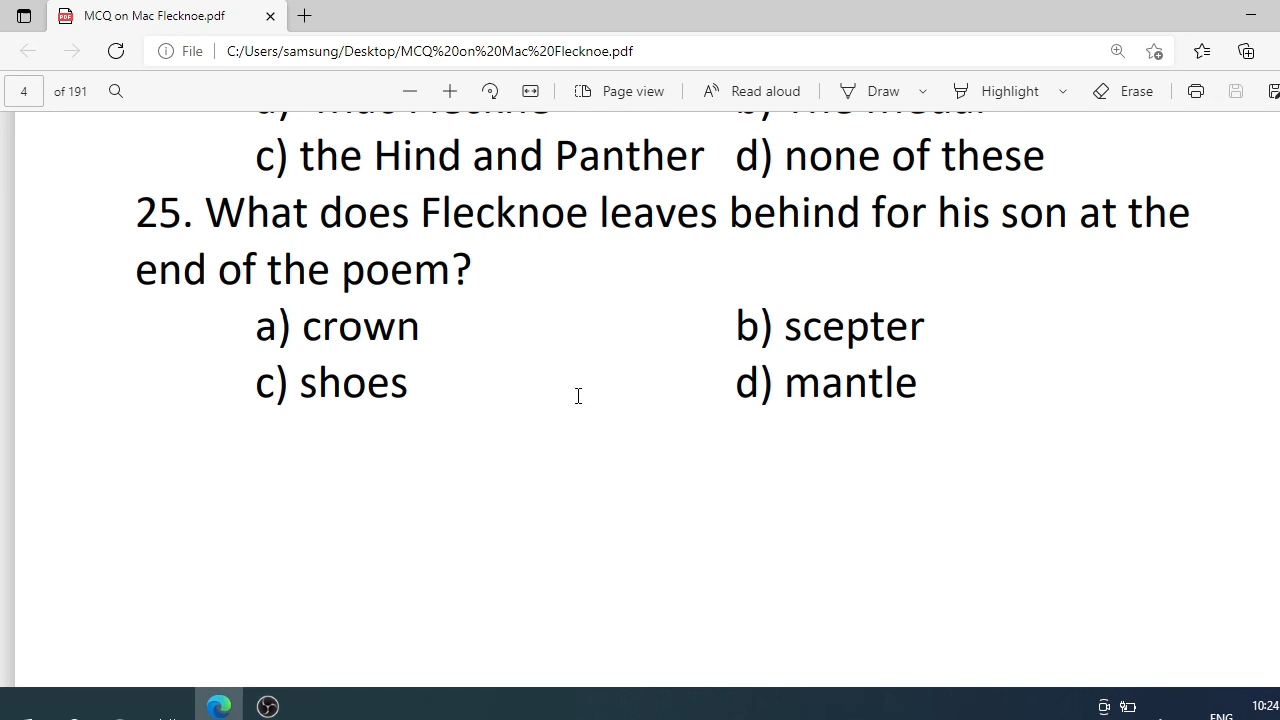 MCQ on Mac Flecknoe.pdf
File C:/Users/samsung/Desktop/MCQ%20on%20Mac%20Flecknoe.pdf
4 of 191 Page view Read aloud Draw Highlight Erase
c) the Hind and Panther d) none of these
25. What does Flecknoe leaves behind for his son at the
end of the poem?
a) crown b) scepter
c) shoes d) mantle
10:24
ENG